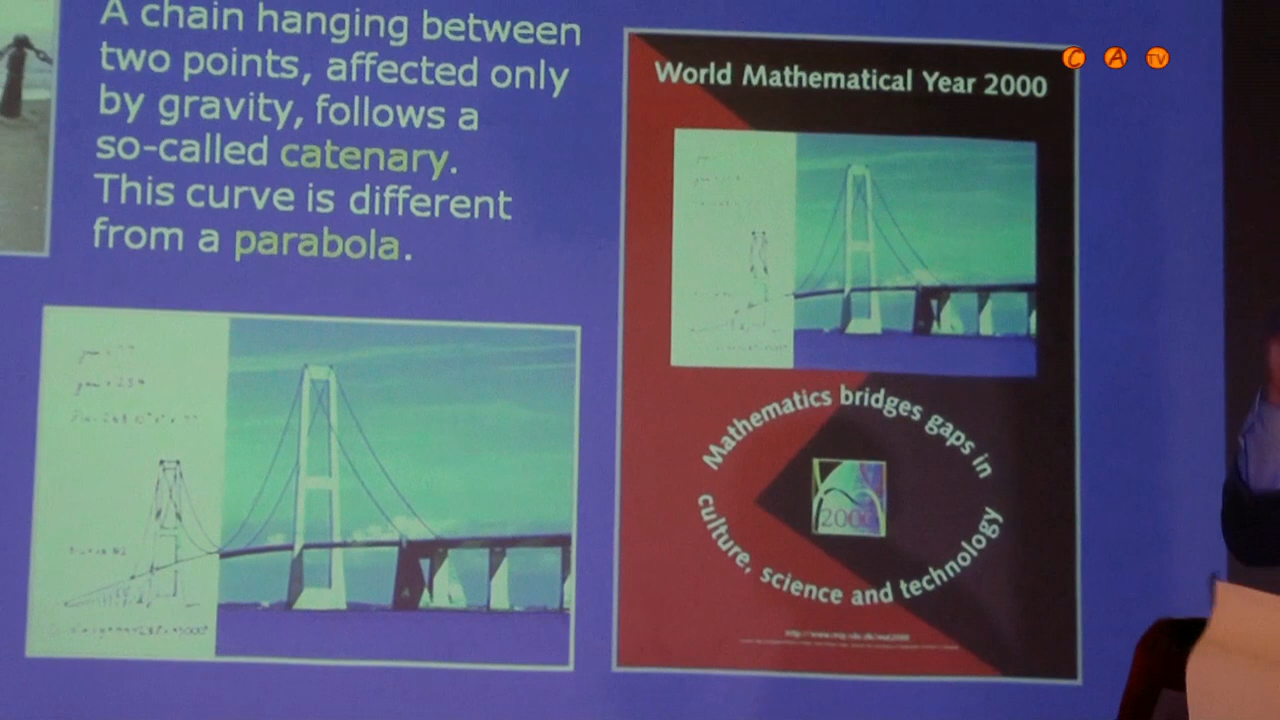 A chain hanging between
two points, affected only
by gravity, follows a
so-called catenary.
This curve is different
from a parabola.
C A TV
World Mathematical Year 2000
Mathematics bridges gaps in
culture, science and technology
2000